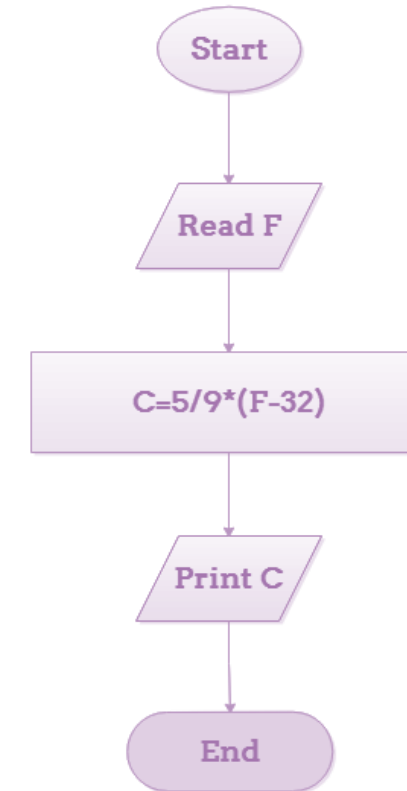 Start
Read F
C=5/9*(F-32)
Print C
End